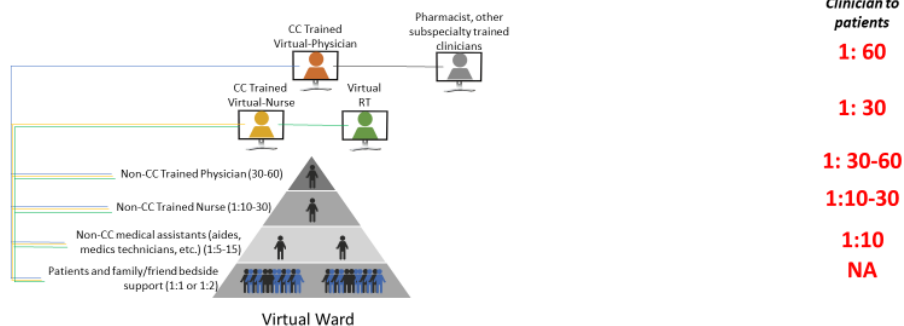 Clinician to
patients
Pharmacist, other
subspecialty trained
clinicians
CC Trained
Virtual-Physician
1: 60
CC Trained
Virtual-Nurse
Virtual
RT
1: 30
Non-CC Trained Physician (30-60)
1: 30-60
Non-CC Trained Nurse (1:10-30)
1:10-30
Non-CC medical assistants (aides,
medics technicians, etc.) (1:5-15)
1:10
Patients and family/friend bedside
support (1:1 or 1:2)
NA
Virtual Ward